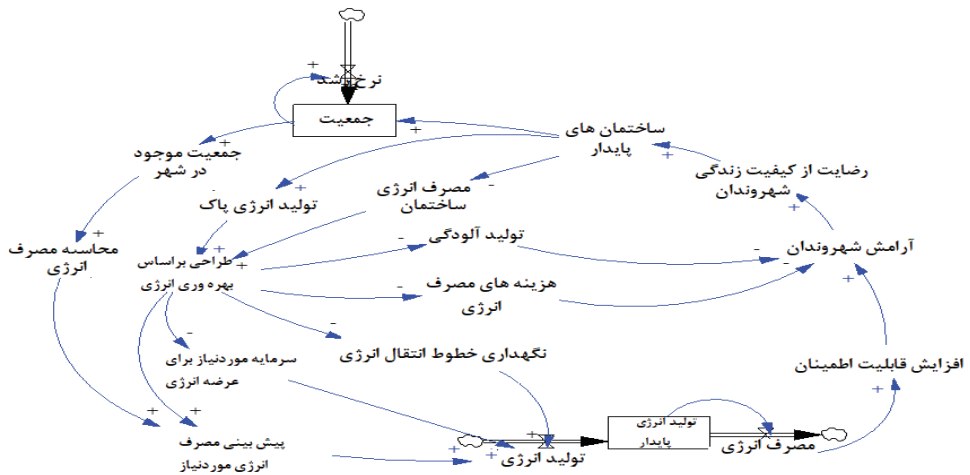 نرخ رشد
جمعیت
ساختمان های
پایدار
جمعیت موجود
در شهر
رضایت از کیفیت زندگی
شهروندان
مصرف انرژی
ساختمان
تولید انرژی پاک
تولید آلودگی
آرامش شهروندان
محاسبه مصرف
انرژی
طراحی براساس
بهره وری انرژی
هزینه های مصرف
انرژی
نگهداری خطوط انتقال انرژی
سرمایه موردنیاز برای
عرضه انرژی
افزایش قابلیت اطمینان
تولید انرژی
پایدار
پیش بینی مصرف
انرژی موردنیاز
تولید انرژی
مصرف انرژی